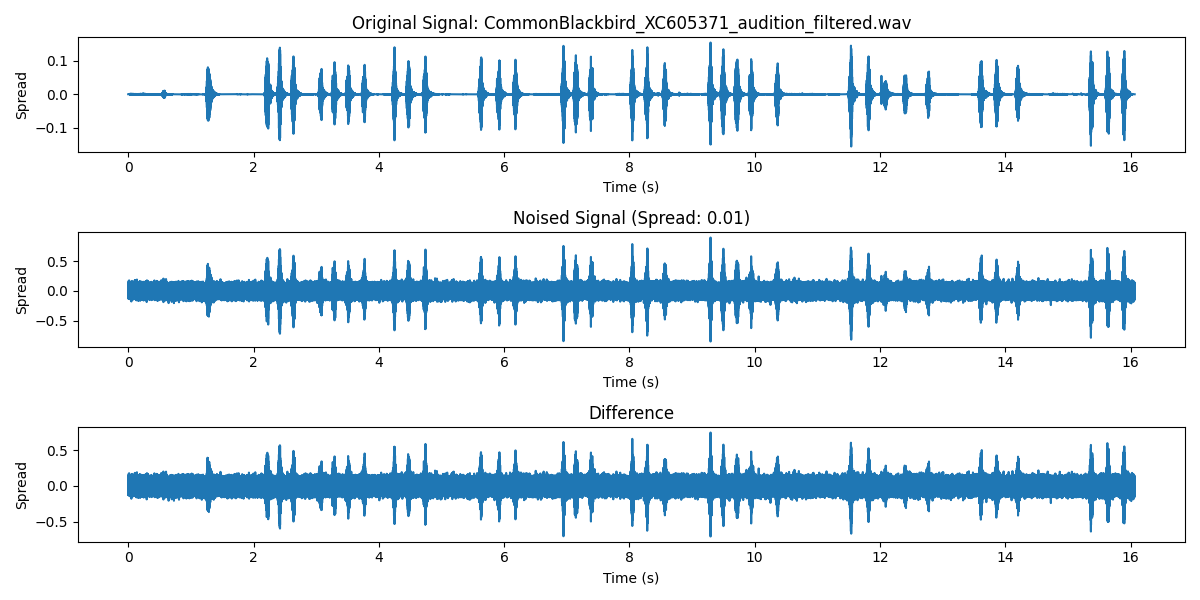 Original Signal: CommonBlackbird_XC605371_audition_filtered.wav
Spread
0.1
0.0
−0.1
0 2 4 6 8 10 12 14 16
Time (s)
Noised Signal (Spread: 0.01)
Spread
0.5
0.0
−0.5
0 2 4 6 8 10 12 14 16
Time (s)
Difference
Spread
0.5
0.0
−0.5
0 2 4 6 8 10 12 14 16
Time (s)